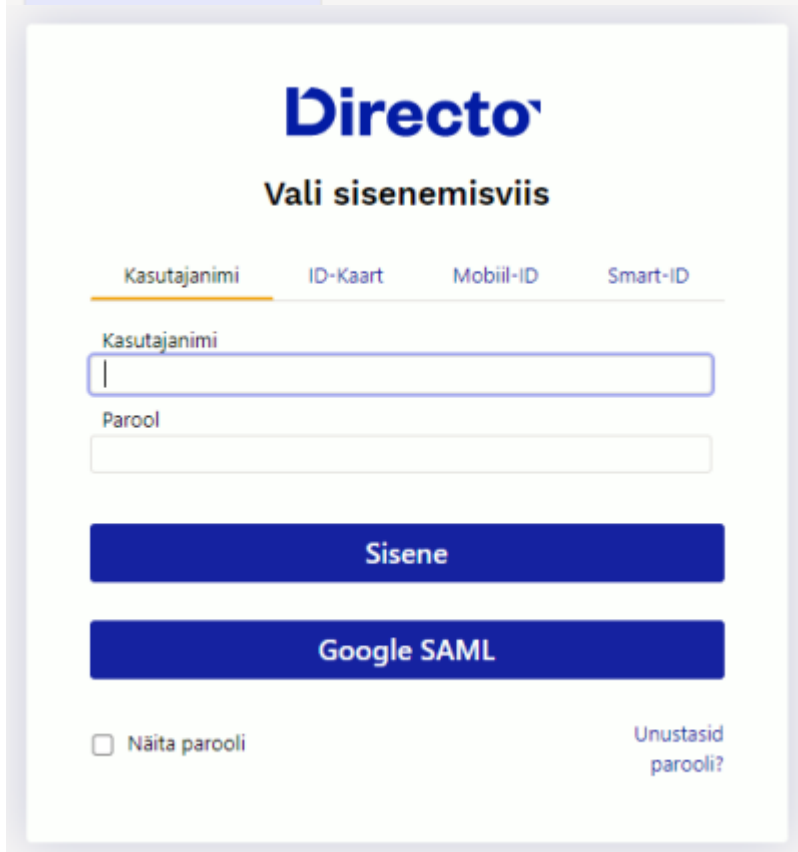 Directo
Vali sisenemisviis
Kasutajanimi ID-Kaart Mobiil-ID Smart-ID
Kasutajanimi
Parool
Sisene
Google SAML
Näita parooli
Unustasid
parooli?